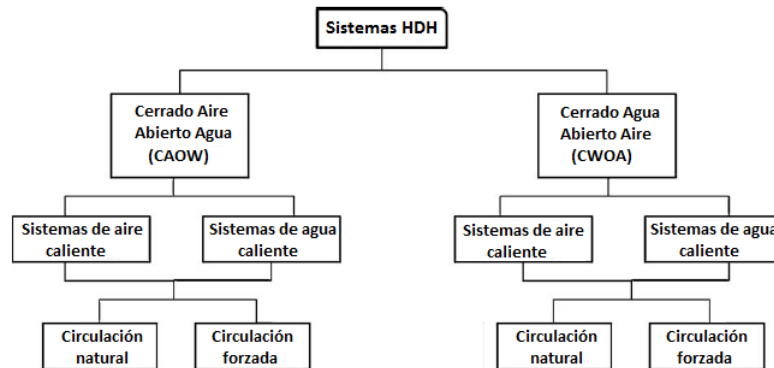 Sistemas HDH
Cerrado Aire
Abierto Agua
(CAOW)
Cerrado Agua
Abierto Aire
(CWOA)
Sistemas de aire
caliente
Sistemas de agua
caliente
Sistemas de aire
caliente
Sistemas de agua
caliente
Circulación
natural
Circulación
forzada
Circulación
natural
Circulación
forzada